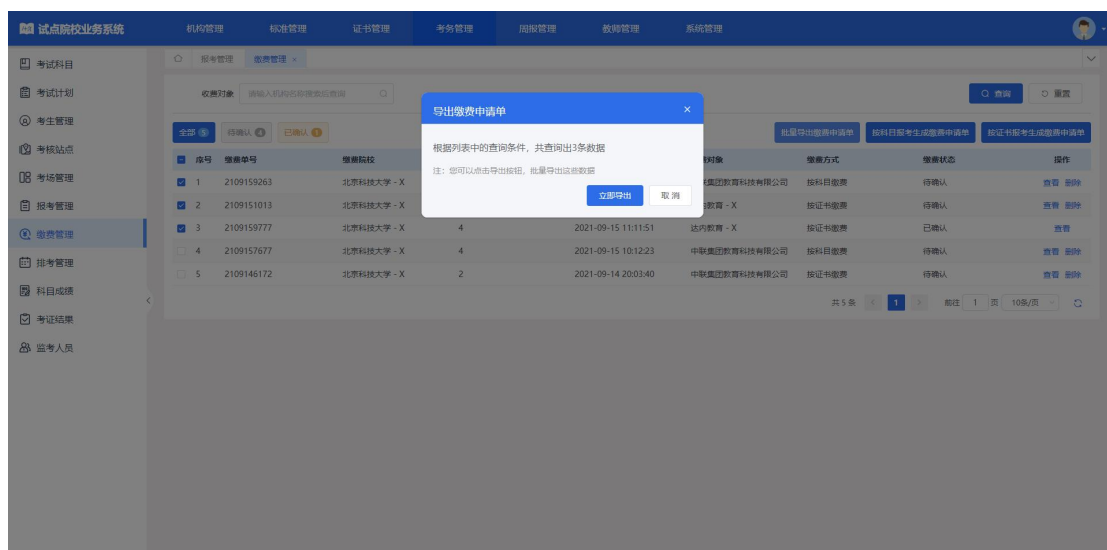 试点院校业务系统 机构管理 标准管理 证书管理 考务管理 周报管理 教师管理 系统管理
考试科目
考试计划
考生管理
考核站点
考场管理
报考管理
缴费管理
排考管理
科目成绩
考证结果
监考人员
报考管理 缴费管理 ×
收费对象 请输入机构名称搜索后查询 查询 重置
全部 5 待确认 4 已确认 1 批量导出缴费申请单 按科目报考生成缴费申请单 按证书报考生成缴费申请单
导出缴费申请单 ×
根据列表中的查询条件，共查询出3条数据
注：您可以点击导出按钮，批量导出这些数据
立即导出 取消
序号 缴费单号 缴费院校 对象 缴费方式 缴费状态 操作
1 2109159263 北京科技大学 - X 集团教育科技有限公司 按科目缴费 待确认 查看 删除
2 2109151013 北京科技大学 - X 教育 - X 按证书缴费 待确认 查看 删除
3 2109159777 北京科技大学 - X 4 2021-09-15 11:11:51 达内教育 - X 按证书缴费 已确认 查看
4 2109157677 北京科技大学 - X 4 2021-09-15 10:12:23 中联集团教育科技有限公司 按科目缴费 待确认 查看 删除
5 2109146172 北京科技大学 - X 2 2021-09-14 20:03:40 中联集团教育科技有限公司 按证书缴费 待确认 查看 删除
共 5 条 1 前往 1 页 10条/页